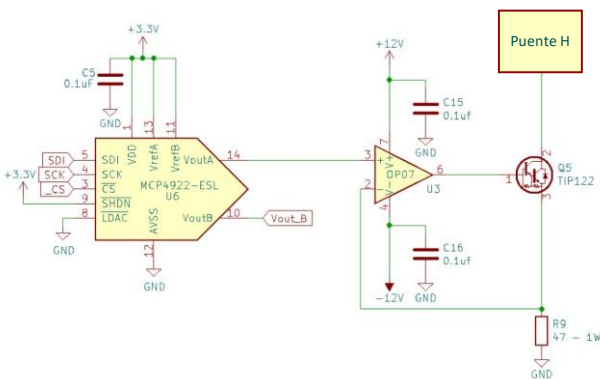 Puente H
+3.3V
+12V
C5
0.1uF
GND
C15
0.1uf
GND
1
13
11
VDD
VrefA
VrefB
SDI
5
SDI
VoutA
14
3
+
V+
7
2
Q5
TIP122
SCK
4
SCK
+3.3V
_CS
3
CS
MCP4922-ESL
U6
OP07
6
1
U3
2
-
V-
4
3
9
SHDN
8
LDAC
AVSS
VoutB
10
Vout_B
12
GND
GND
C16
0.1uf
-12V
GND
R9
47 - 1W
GND